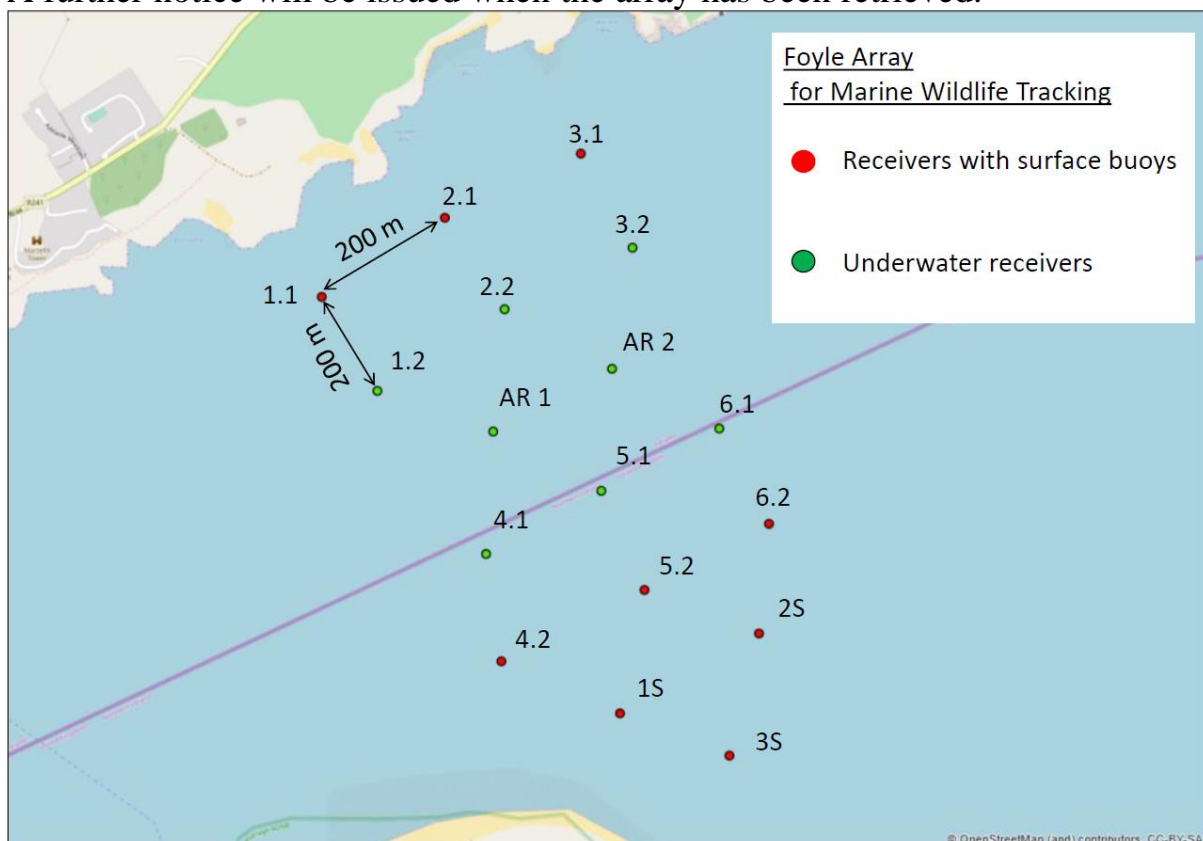 A further notice will be issued when the array has been retrieved.
Foyle Array
for Marine Wildlife Tracking
Receivers with surface buoys
Underwater receivers
3.1
2.1
200 m
3.2
R241
1.1
2.2
200 m
1.2
AR 2
AR 1
6.1
5.1
6.2
4.1
5.2
2S
4.2
1S
3S
© OpenStreetMap (and) contributors, CC-BY-SA